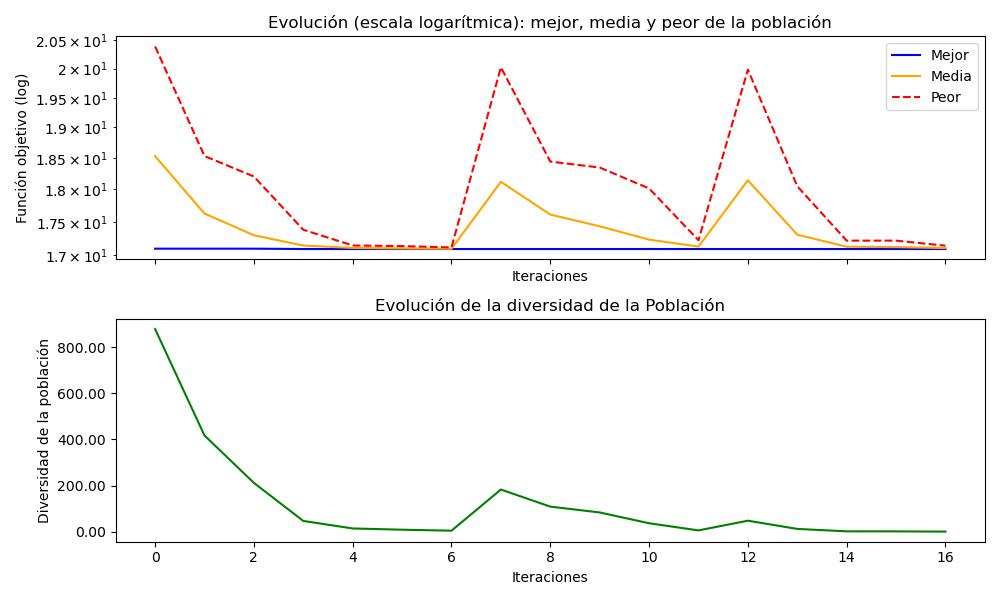 Evolución (escala logarítmica): mejor, media y peor de la población
2.05 × 10¹
2 × 10¹
1.95 × 10¹
1.9 × 10¹
1.85 × 10¹
1.8 × 10¹
1.75 × 10¹
1.7 × 10¹
Función objetivo (log)
Mejor
Media
Peor
Iteraciones
Evolución de la diversidad de la Población
800.00
600.00
400.00
200.00
0.00
Diversidad de la población
0 2 4 6 8 10 12 14 16
Iteraciones